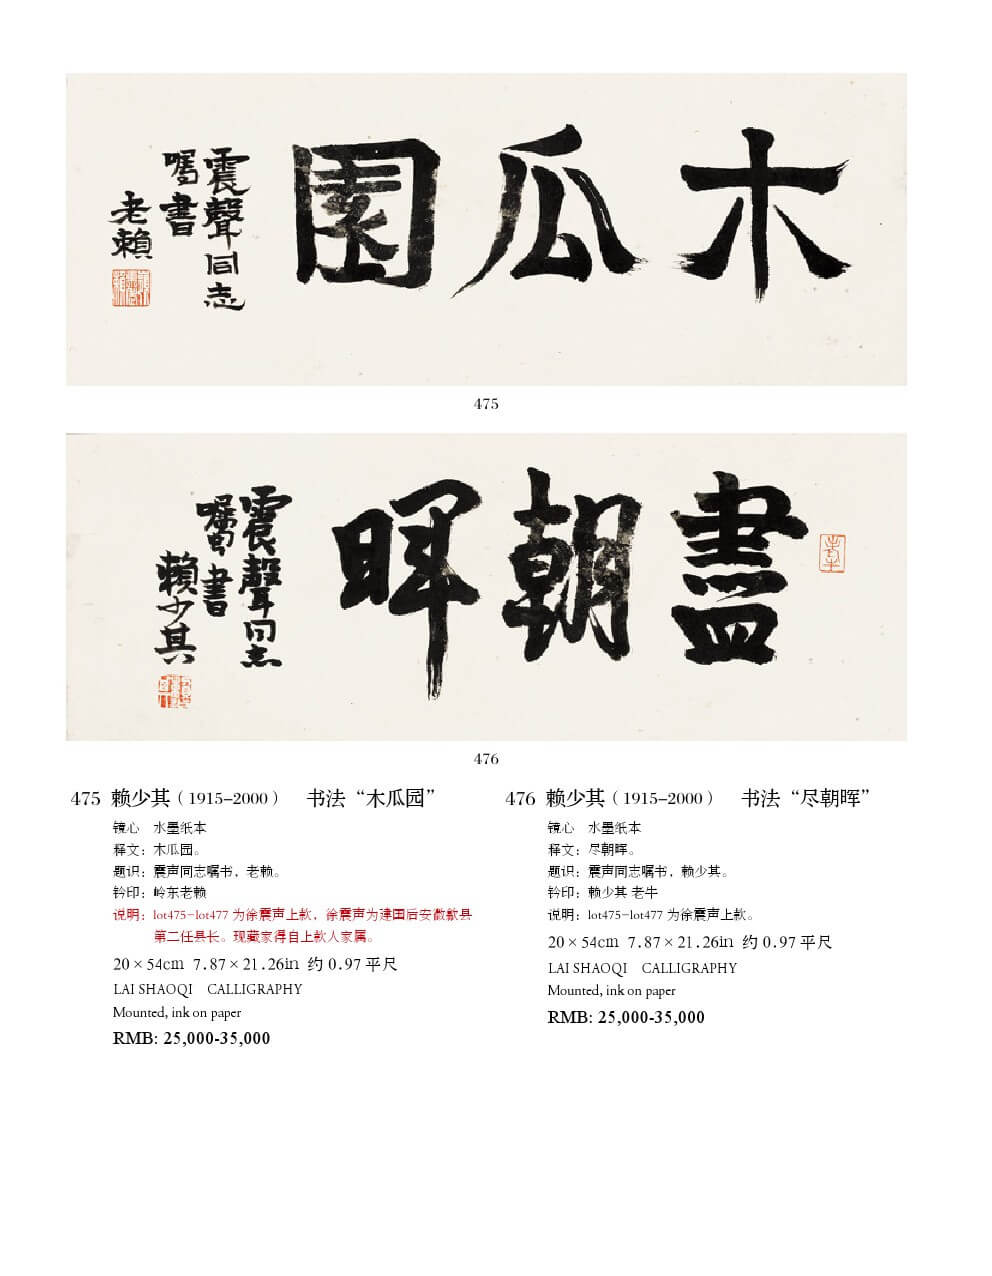 木瓜園
震聲同志
嘱書
老賴
475
盡朝暉
震聲同志
嘱書
賴少其
476
475 赖少其（1915–2000） 书法“木瓜园”
镜心 水墨纸本
释文：木瓜园。
题识：震声同志嘱书，老赖。
钤印：岭东老赖
说明：lot475-lot477 为徐震声上款，徐震声为建国后安徽歙县
第二任县长。现藏家得自上款人家属。
20×54cm 7.87×21.26in 约 0.97 平尺
LAI SHAOQI CALLIGRAPHY
Mounted, ink on paper
RMB: 25,000-35,000
476 赖少其（1915–2000） 书法“尽朝晖”
镜心 水墨纸本
释文：尽朝晖。
题识：震声同志嘱书，赖少其。
钤印：赖少其 老牛
说明：lot475-lot477 为徐震声上款。
20×54cm 7.87×21.26in 约 0.97 平尺
LAI SHAOQI CALLIGRAPHY
Mounted, ink on paper
RMB: 25,000-35,000